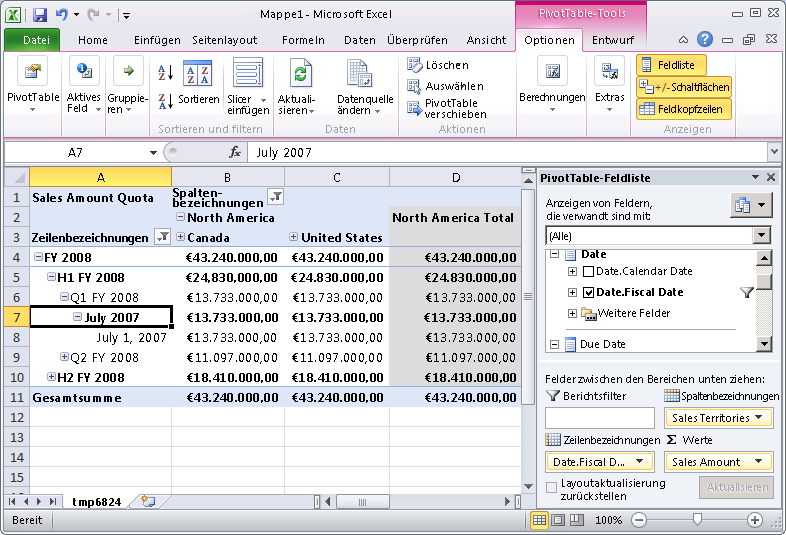 Mappe1 - Microsoft Excel
PivotTable-Tools
Datei Home Einfügen Seitenlayout Formeln Daten Überprüfen Ansicht Optionen Entwurf
PivotTable
Aktives Feld
Gruppie-
ren
Sortieren
Slicer
einfügen
Sortieren und filtern
Aktuali-
sieren
Datenquelle
ändern
Daten
Löschen
Auswählen
PivotTable
verschieben
Aktionen
Berechnungen
Extras
Feldliste
+/-Schaltflächen
Feldkopfzeilen
Anzeigen
A7 fx July 2007
A B C D
1 Sales Amount Quota Spalten-
bezeichnungen
2 North America North America Total
3 Zeilenbezeichnungen Canada United States
4 FY 2008 €43.240.000,00 €43.240.000,00 €43.240.000,00
5 H1 FY 2008 €24,830,000,00 €24.830.000,00 €24.830.000,00
6 Q1 FY 2008 €13.733.000,00 €13.733.000,00 €13.733.000,00
7 July 2007 €13.733.000,00 €13.733.000,00 €13.733.000,00
8 July 1, 2007 €13.733.000,00 €13.733.000,00 €13.733.000,00
9 Q2 FY 2008 €11.097.000,00 €11.097.000,00 €11.097.000,00
10 H2 FY 2008 €18.410.000,00 €18.410.000,00 €18.410.000,00
11 Gesamtsumme €43.240.000,00 €43.240.000,00 €43.240.000,00
12
13
14
15
tmp6824
Bereit
100%
PivotTable-Feldliste
Anzeigen von Feldern,
die verwandt sind mit:
(Alle)
Date
Date.Calendar Date
Date.Fiscal Date
Weitere Felder
Due Date
Felder zwischen den Bereichen unten ziehen:
Berichtsfilter
Spaltenbezeichnungen
Sales Territories
Zeilenbezeichnungen
Σ Werte
Date.Fiscal D...
Sales Amount
Layoutaktualisierung
zurückstellen
Aktualisieren